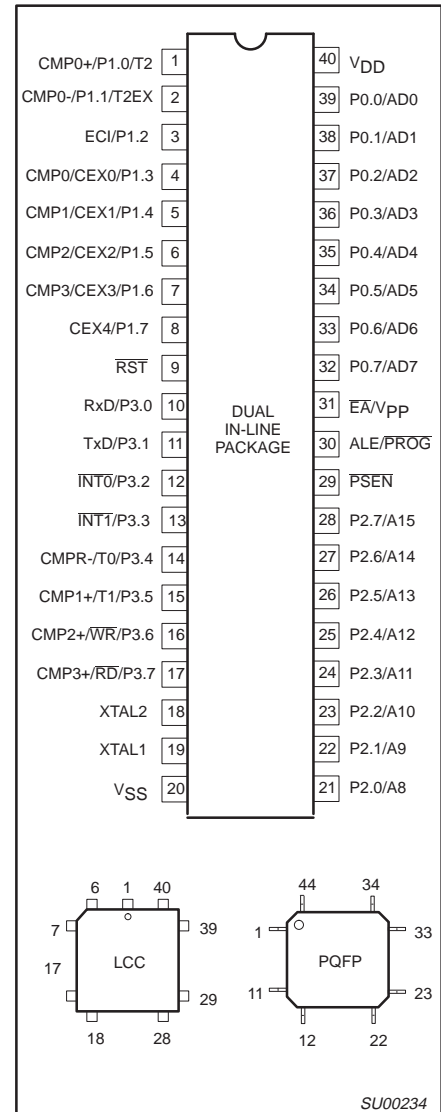 CMP0+/P1.0/T2 1 40 VDD
CMP0-/P1.1/T2EX 2 39 P0.0/AD0
ECI/P1.2 3 38 P0.1/AD1
CMP0/CEX0/P1.3 4 37 P0.2/AD2
CMP1/CEX1/P1.4 5 36 P0.3/AD3
CMP2/CEX2/P1.5 6 35 P0.4/AD4
CMP3/CEX3/P1.6 7 34 P0.5/AD5
CEX4/P1.7 8 33 P0.6/AD6
RST 9 32 P0.7/AD7
RxD/P3.0 10 31 EA/VPP
TxD/P3.1 11 30 ALE/PROG
INT0/P3.2 12 29 PSEN
INT1/P3.3 13 28 P2.7/A15
CMPR-/T0/P3.4 14 27 P2.6/A14
CMP1+/T1/P3.5 15 26 P2.5/A13
CMP2+/WR/P3.6 16 25 P2.4/A12
CMP3+/RD/P3.7 17 24 P2.3/A11
XTAL2 18 23 P2.2/A10
XTAL1 19 22 P2.1/A9
VSS 20 21 P2.0/A8
DUAL
IN-LINE
PACKAGE
6 1 40
7 39
LCC
17 29
18 28
44 34
1 33
PQFP
11 23
12 22
SU00234